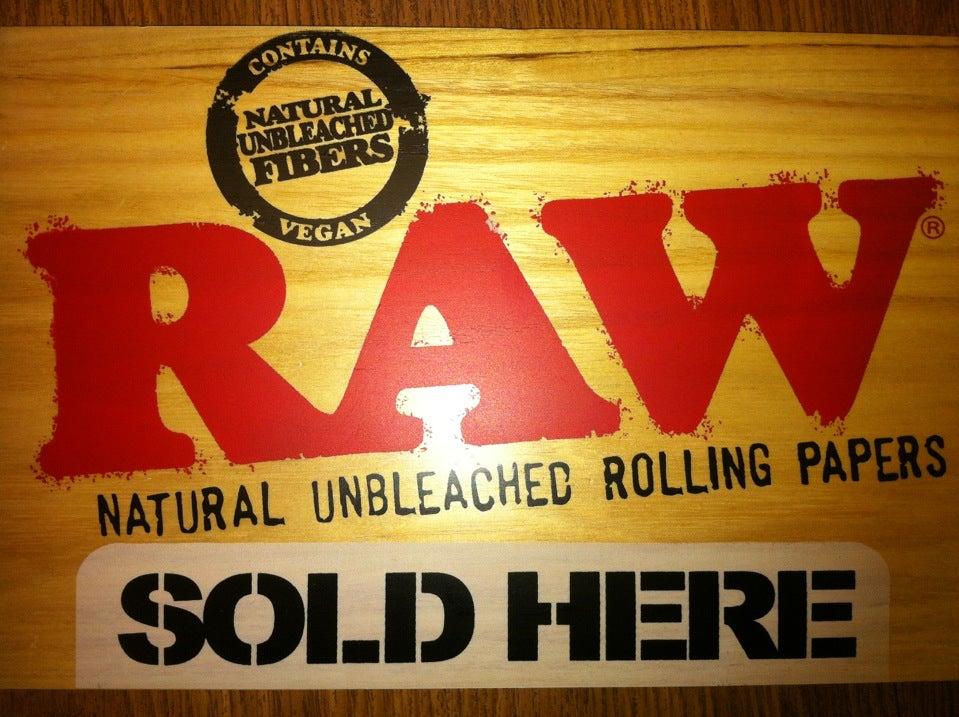 CONTAINS
NATURAL
UNBLEACHED
FIBERS
VEGAN
RAW®
NATURAL UNBLEACHED ROLLING PAPERS
SOLD HERE